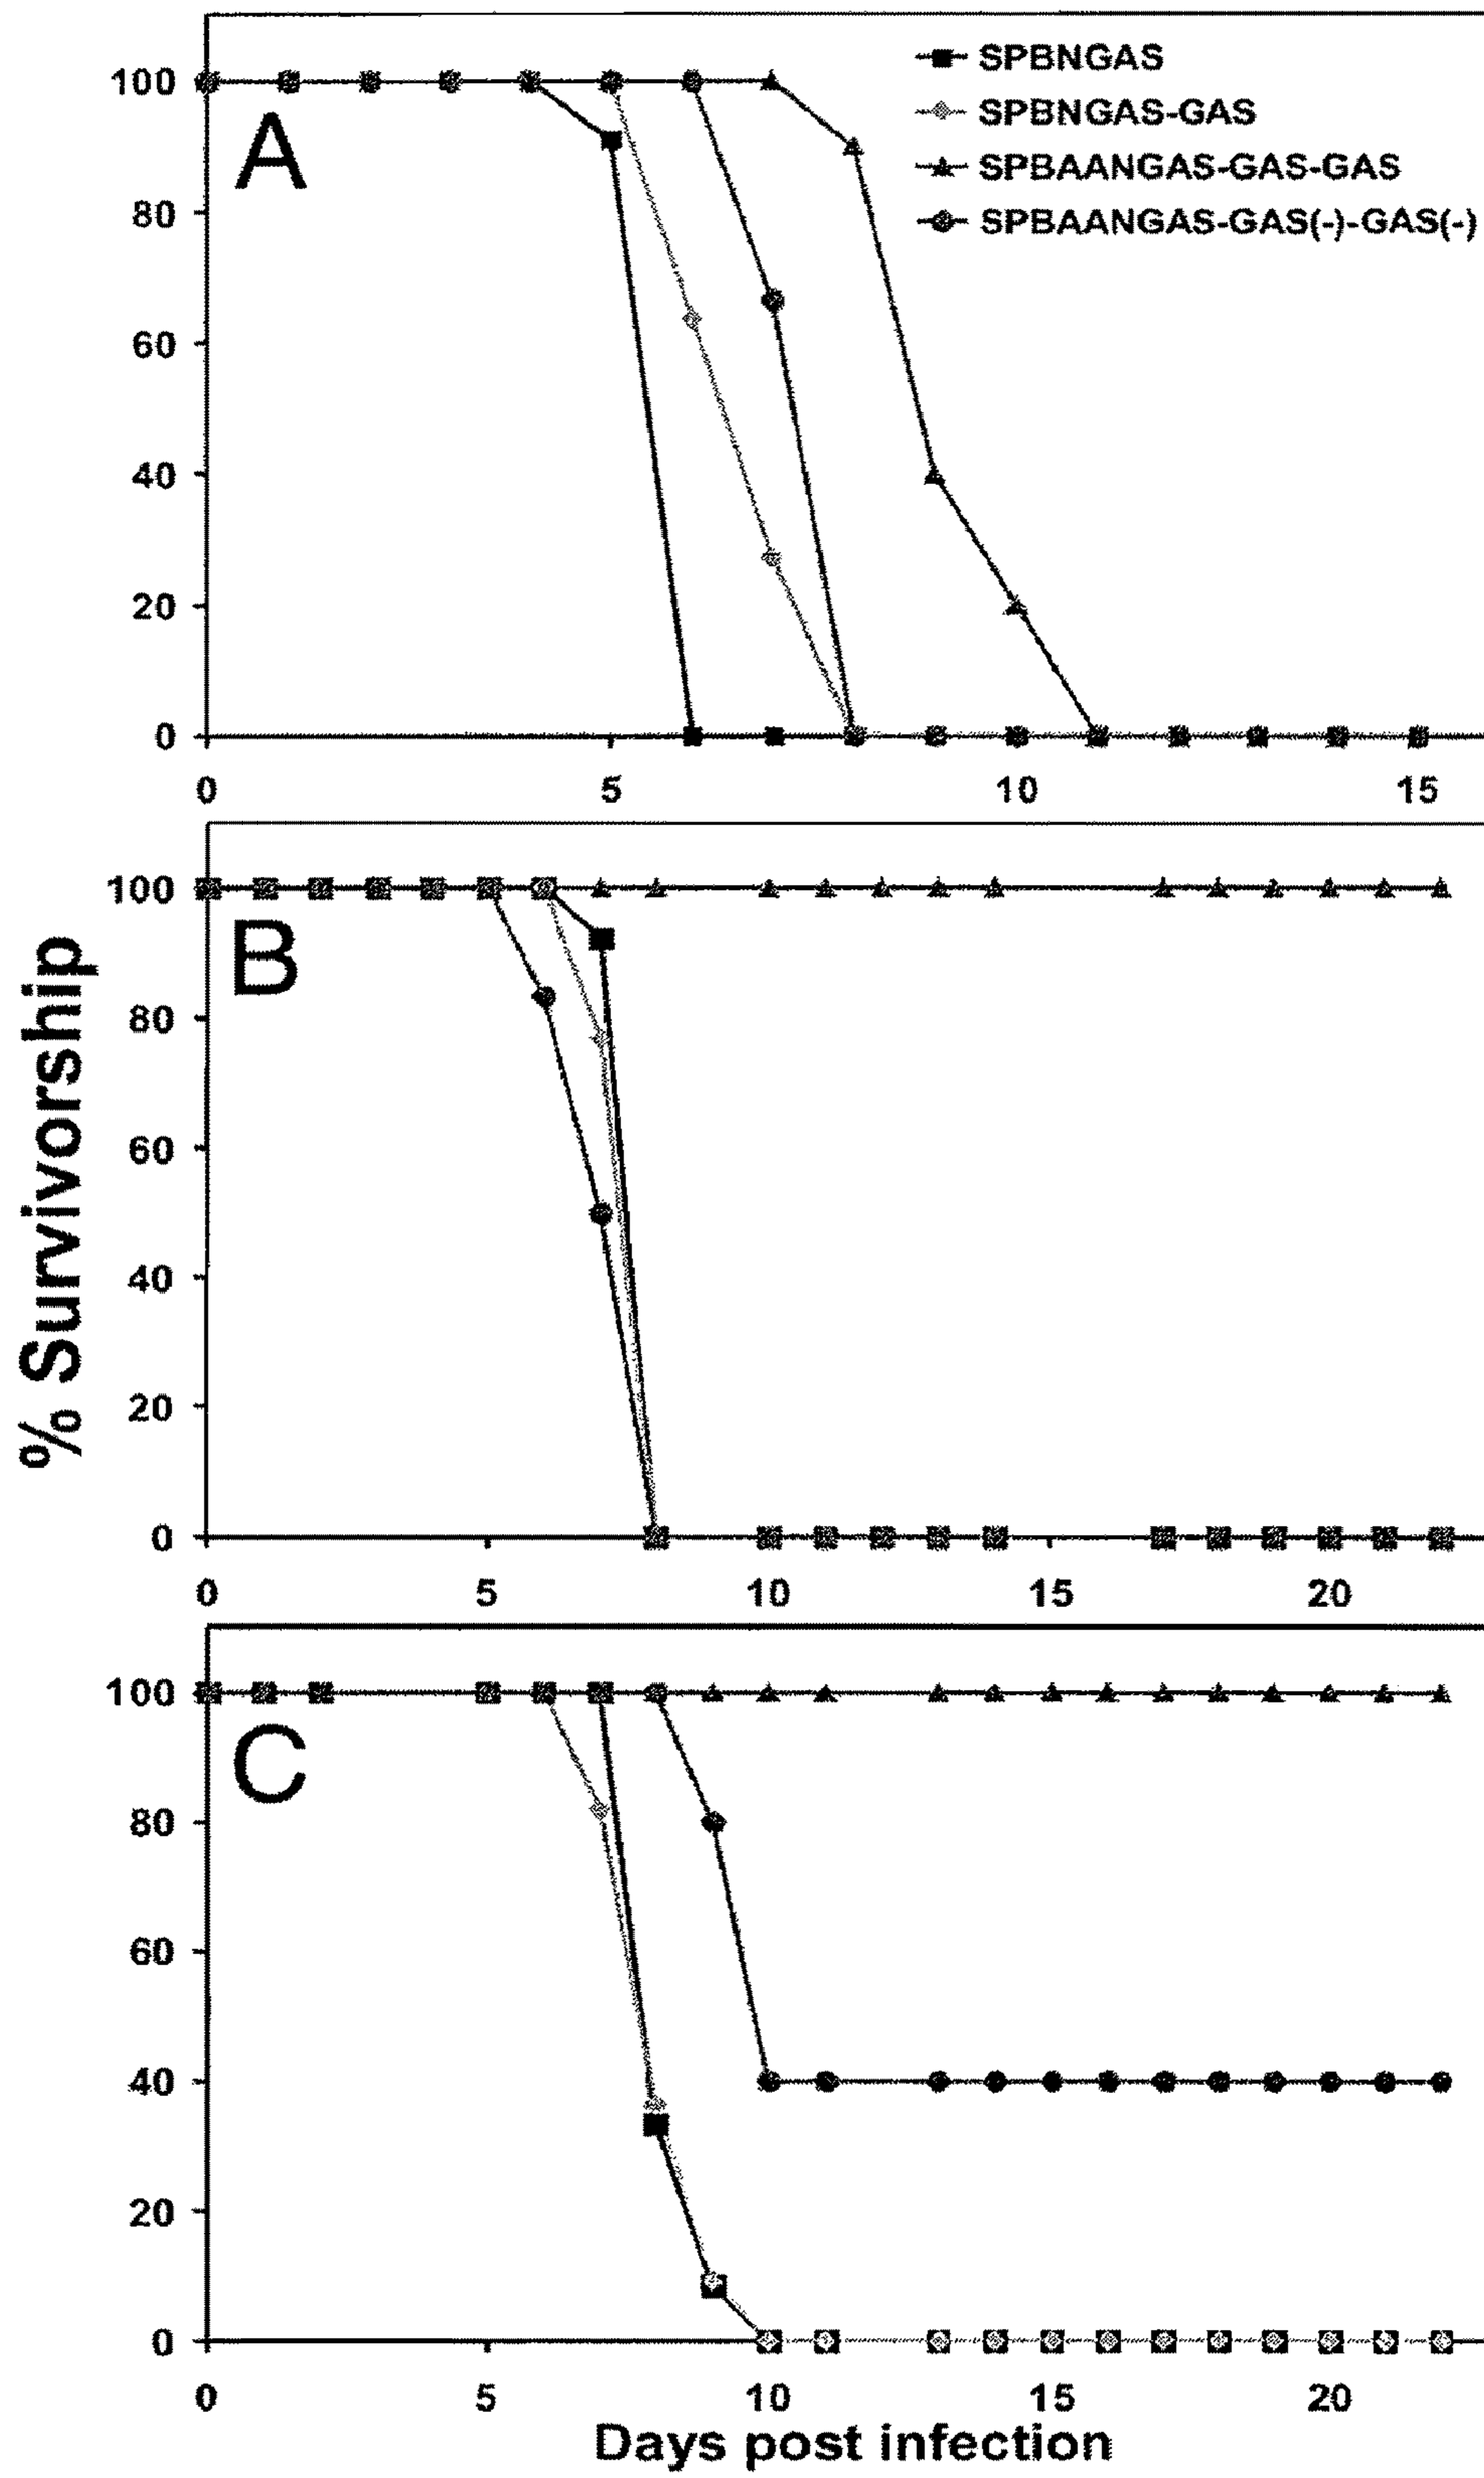 % Survivorship
A
SPBNGAS
SPBNGAS-GAS
SPBAANGAS-GAS-GAS
SPBAANGAS-GAS(-)-GAS(-)
100
80
60
40
20
0
0 5 10 15
B
100
80
60
40
20
0
0 5 10 15 20
C
100
80
60
40
20
0
0 5 10 15 20
Days post infection